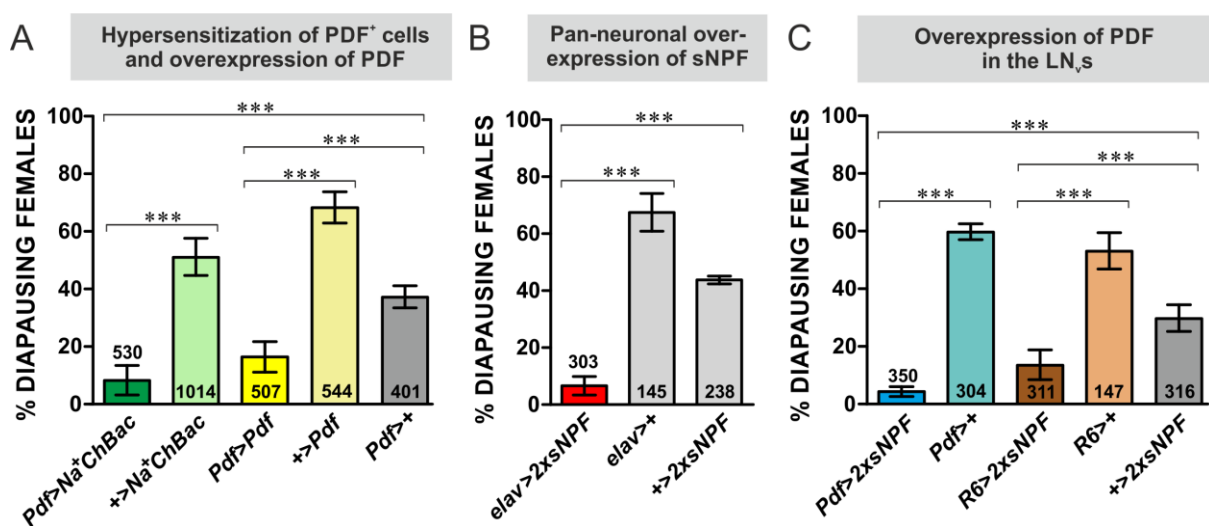 A
Hypersensitization of PDF⁺ cells
and overexpression of PDF
% DIAPAUSING FEMALES
100
80
60
40
20
0
***
***
***
***
530
1014
507
544
401
Pdf>Na⁺ChBac
+>Na⁺ChBac
Pdf>Pdf
+>Pdf
Pdf>+
B
Pan-neuronal over-
expression of sNPF
% DIAPAUSING FEMALES
100
80
60
40
20
0
***
***
303
145
238
elav>2xsNPF
elav>+
+>2xsNPF
C
Overexpression of PDF
in the LNᵥs
% DIAPAUSING FEMALES
100
80
60
40
20
0
***
***
***
***
350
304
311
147
316
Pdf>2xsNPF
Pdf>+
R6>2xsNPF
R6>+
+>2xsNPF